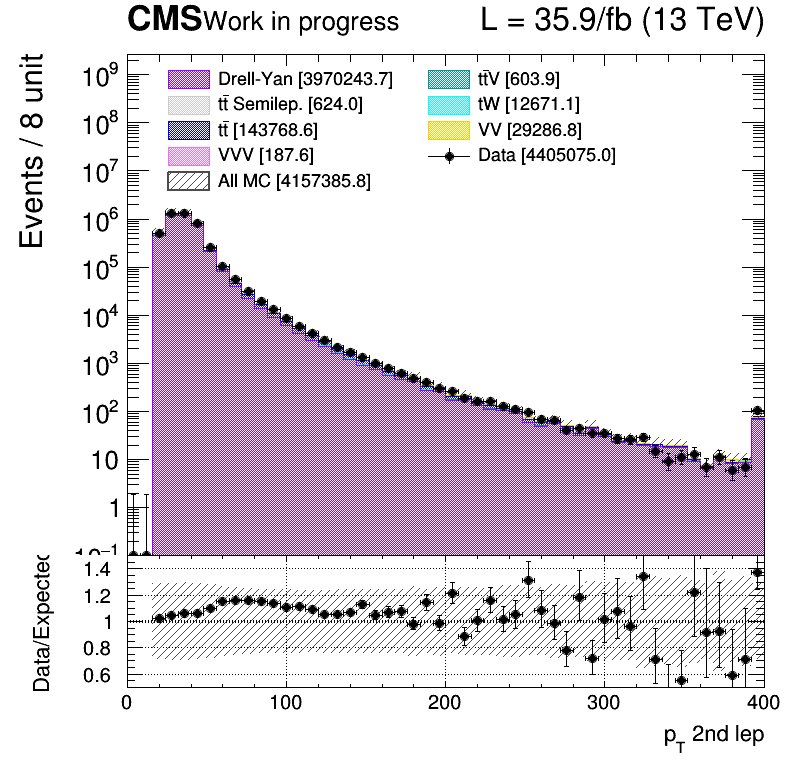 CMS Work in progress L = 35.9/fb (13 TeV)
Events / 8 unit
Drell-Yan [3970243.7]
tt̄ Semilep. [624.0]
tt̄ [143768.6]
VVV [187.6]
All MC [4157385.8]
tt̄V [603.9]
tW [12671.1]
VV [29286.8]
Data [4405075.0]
10⁹
10⁸
10⁷
10⁶
10⁵
10⁴
10³
10²
10
1
10⁻¹
Data/Expected
1.4
1.2
1
0.8
0.6
0 100 200 300 400
p_T 2nd lep